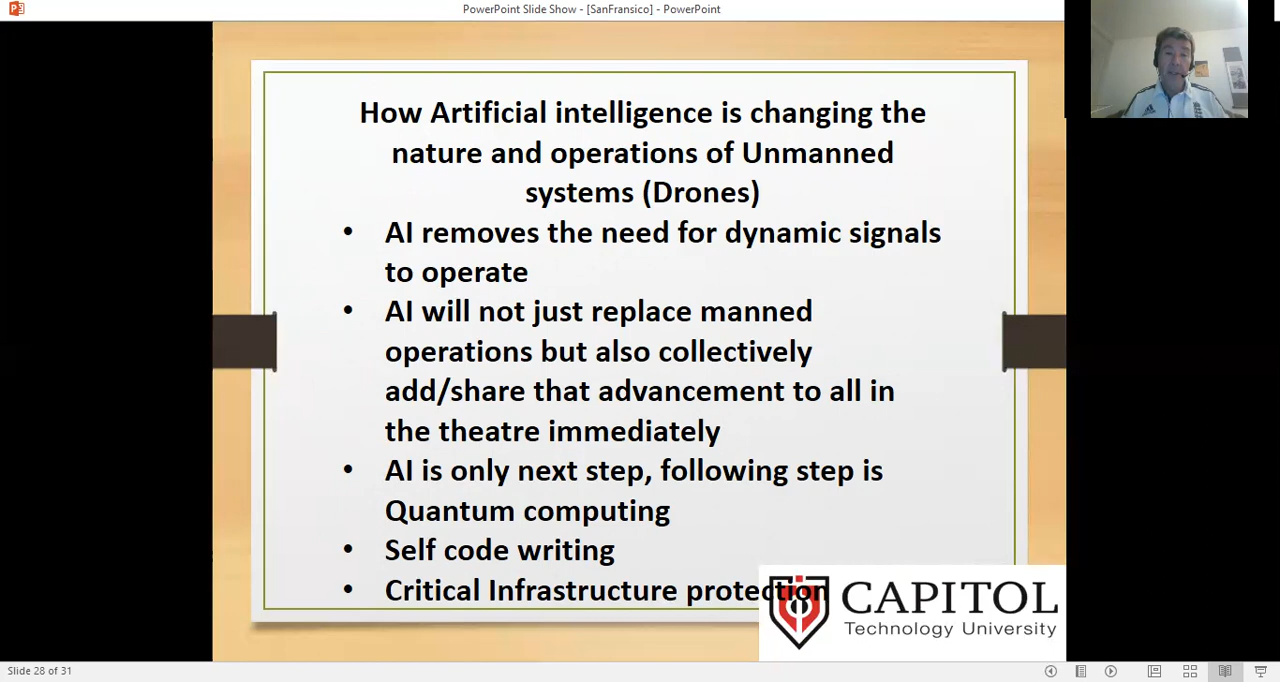 PowerPoint Slide Show - [SanFransico] - PowerPoint
How Artificial intelligence is changing the
nature and operations of Unmanned
systems (Drones)
• AI removes the need for dynamic signals
to operate
• AI will not just replace manned
operations but also collectively
add/share that advancement to all in
the theatre immediately
• AI is only next step, following step is
Quantum computing
• Self code writing
• Critical Infrastructure protection
CAPITOL
Technology University
Slide 28 of 31